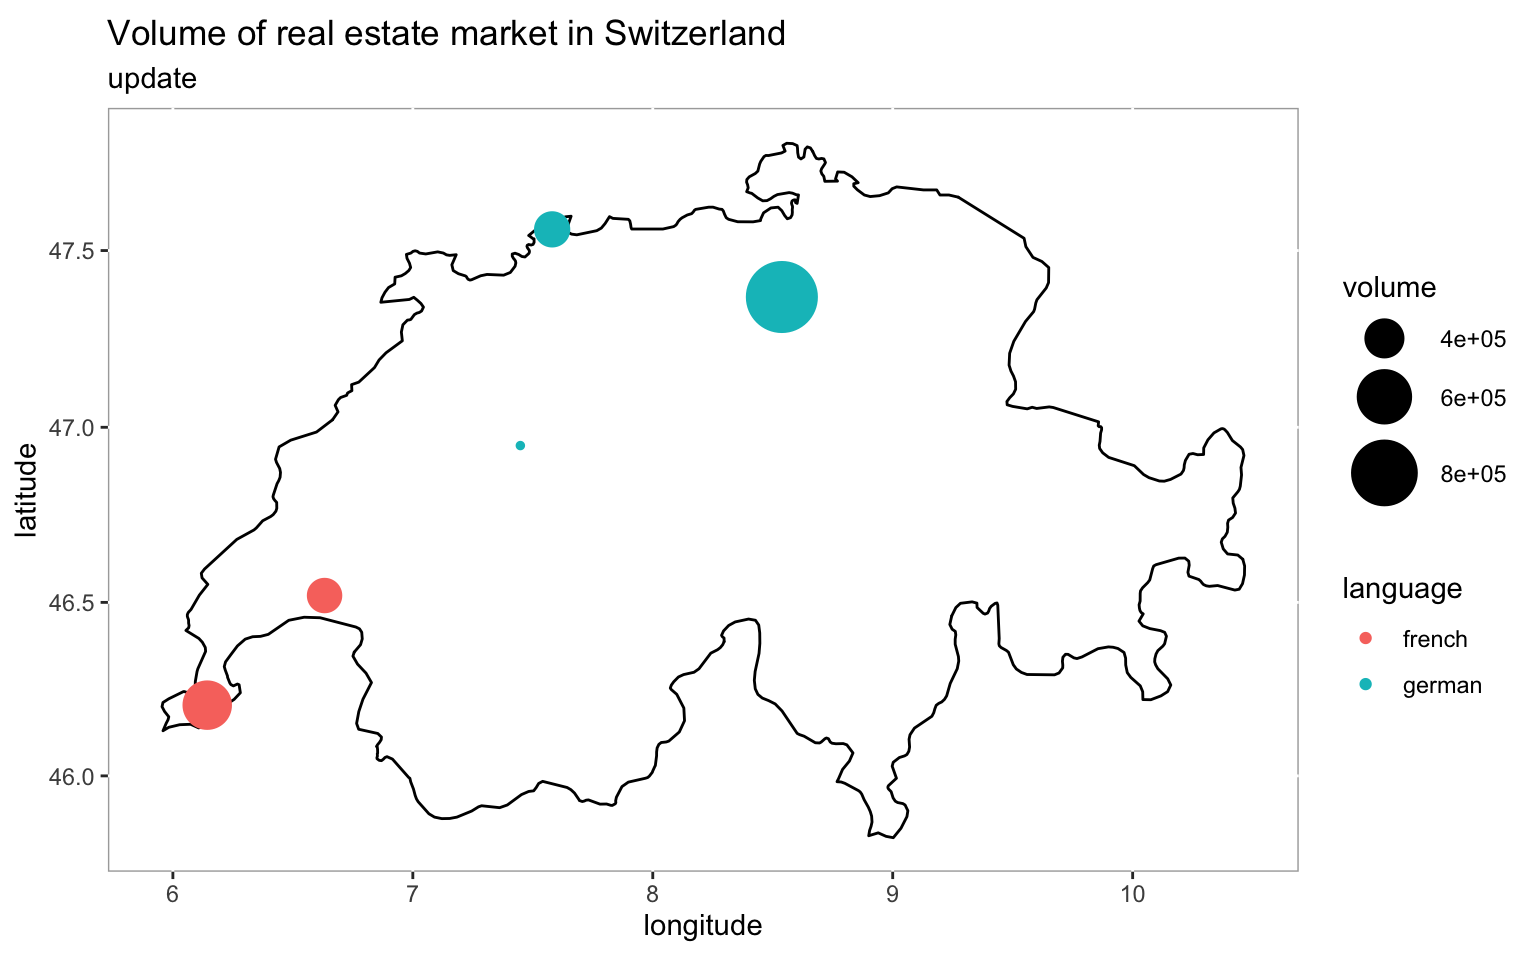 Volume of real estate market in Switzerland
update
47.5
47.0
46.5
46.0
latitude
6
7
8
9
10
longitude
volume
4e+05
6e+05
8e+05
language
french
german